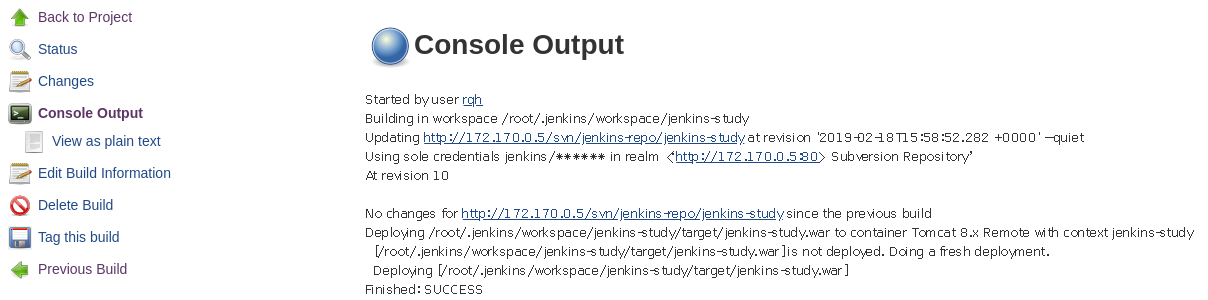 Back to Project
Status
Changes
Console Output
View as plain text
Edit Build Information
Delete Build
Tag this build
Previous Build
Console Output
Started by user rqh
Building in workspace /root/.jenkins/workspace/jenkins-study
Updating http://172.170.0.5/svn/jenkins-repo/jenkins-study at revision '2019-02-18T15:58:52.282 +0000' --quiet
Using sole credentials jenkins/****** in realm '<http://172.170.0.5:80> Subversion Repository'
At revision 10
No changes for http://172.170.0.5/svn/jenkins-repo/jenkins-study since the previous build
Deploying /root/.jenkins/workspace/jenkins-study/target/jenkins-study.war to container Tomcat 8.x Remote with context jenkins-study
[/root/.jenkins/workspace/jenkins-study/target/jenkins-study.war] is not deployed. Doing a fresh deployment.
Deploying [/root/.jenkins/workspace/jenkins-study/target/jenkins-study.war]
Finished: SUCCESS